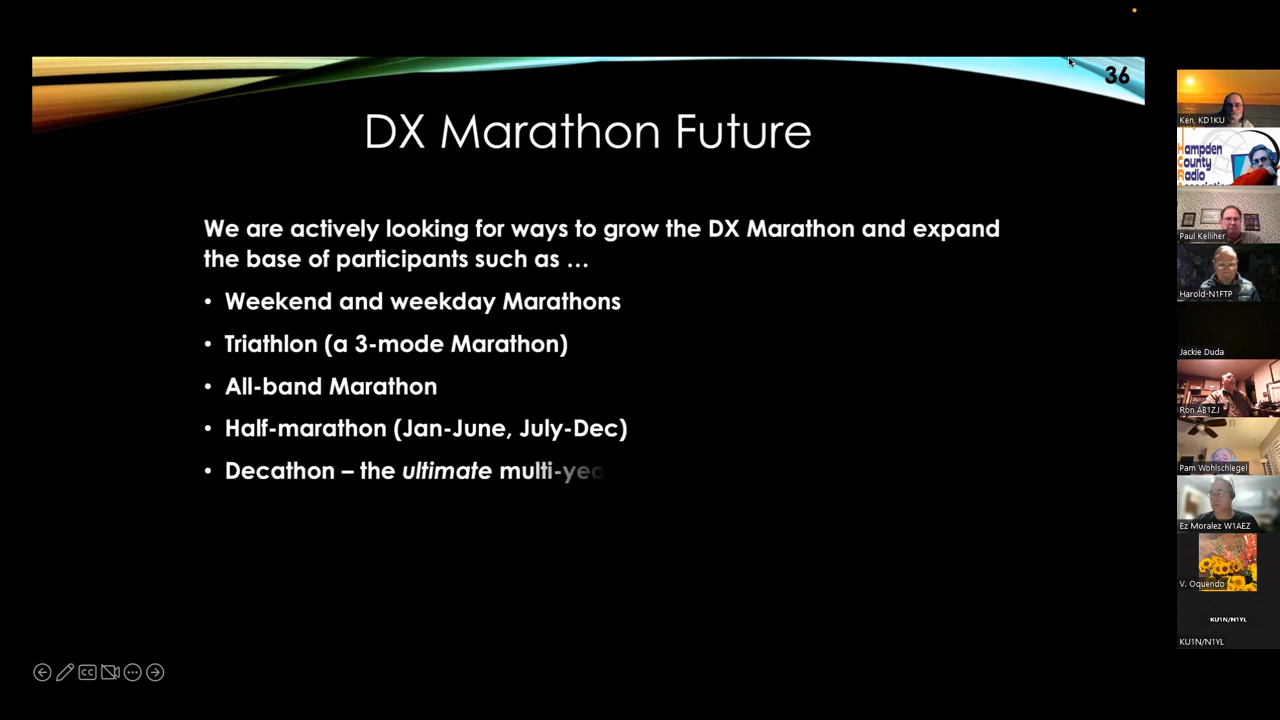 36
DX Marathon Future
We are actively looking for ways to grow the DX Marathon and expand
the base of participants such as …
• Weekend and weekday Marathons
• Triathlon (a 3-mode Marathon)
• All-band Marathon
• Half-marathon (Jan-June, July-Dec)
• Decathon – the ultimate multi-yea
CC
Ken, KD1KU
Hampden
County
Radio
Paul Kelliher
Harold-N1FTP
Jackie Duda
Ron AB1ZJ
Pam Wohlschlegel
Ez Moralez W1AEZ
V. Oquendo
KU1N/N1YL
KU1N/N1YL